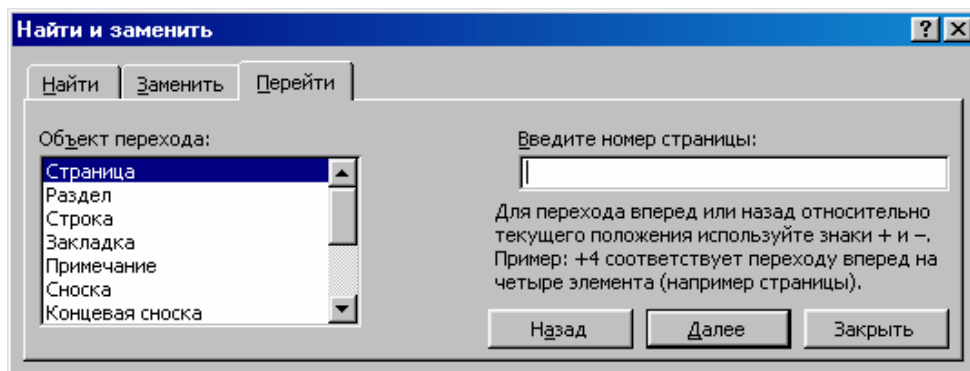 Найти и заменить
Найти
Заменить
Перейти
Объект перехода:
Страница
Раздел
Строка
Закладка
Примечание
Сноска
Концевая сноска
Введите номер страницы:
Для перехода вперед или назад относительно
текущего положения используйте знаки + и –.
Пример: +4 соответствует переходу вперед на
четыре элемента (например страницы).
Назад
Далее
Закрыть